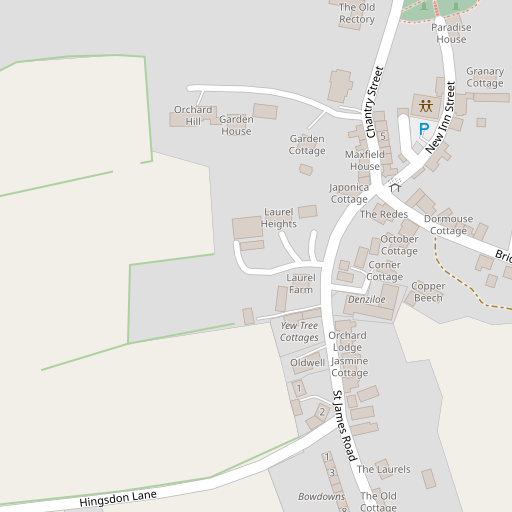 The Old
Rectory
Paradise
House
Chantry Street
Granary
Cottage
Orchard
Hill
Garden
House
Garden
Cottage
5
P
New Inn Street
Maxfield
House
Japonica
Cottage
Laurel
Heights
The Redes
Dormouse
Cottage
October
Cottage
Corner
Cottage
Laurel
Farm
Denziloe
Copper
Beech
Yew Tree
Cottages
Orchard
Lodge
Oldwell
Jasmine
Cottage
1
2
St James Road
1
3
The Laurels
Hingsdon Lane
Bowdowns
The Old
Cottage